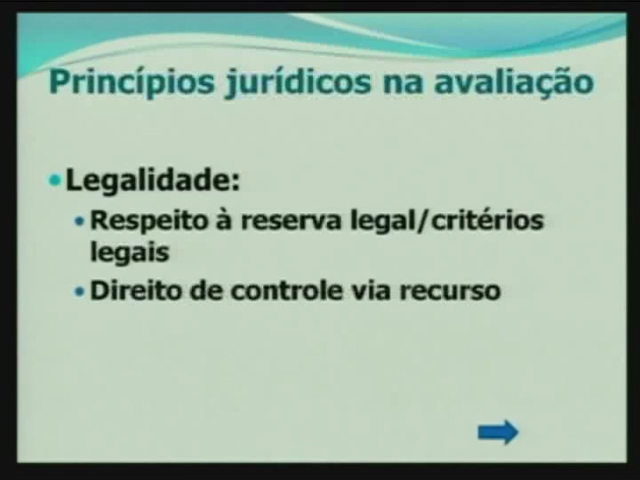 Princípios jurídicos na avaliação
Legalidade:
Respeito à reserva legal/critérios
legais
Direito de controle via recurso